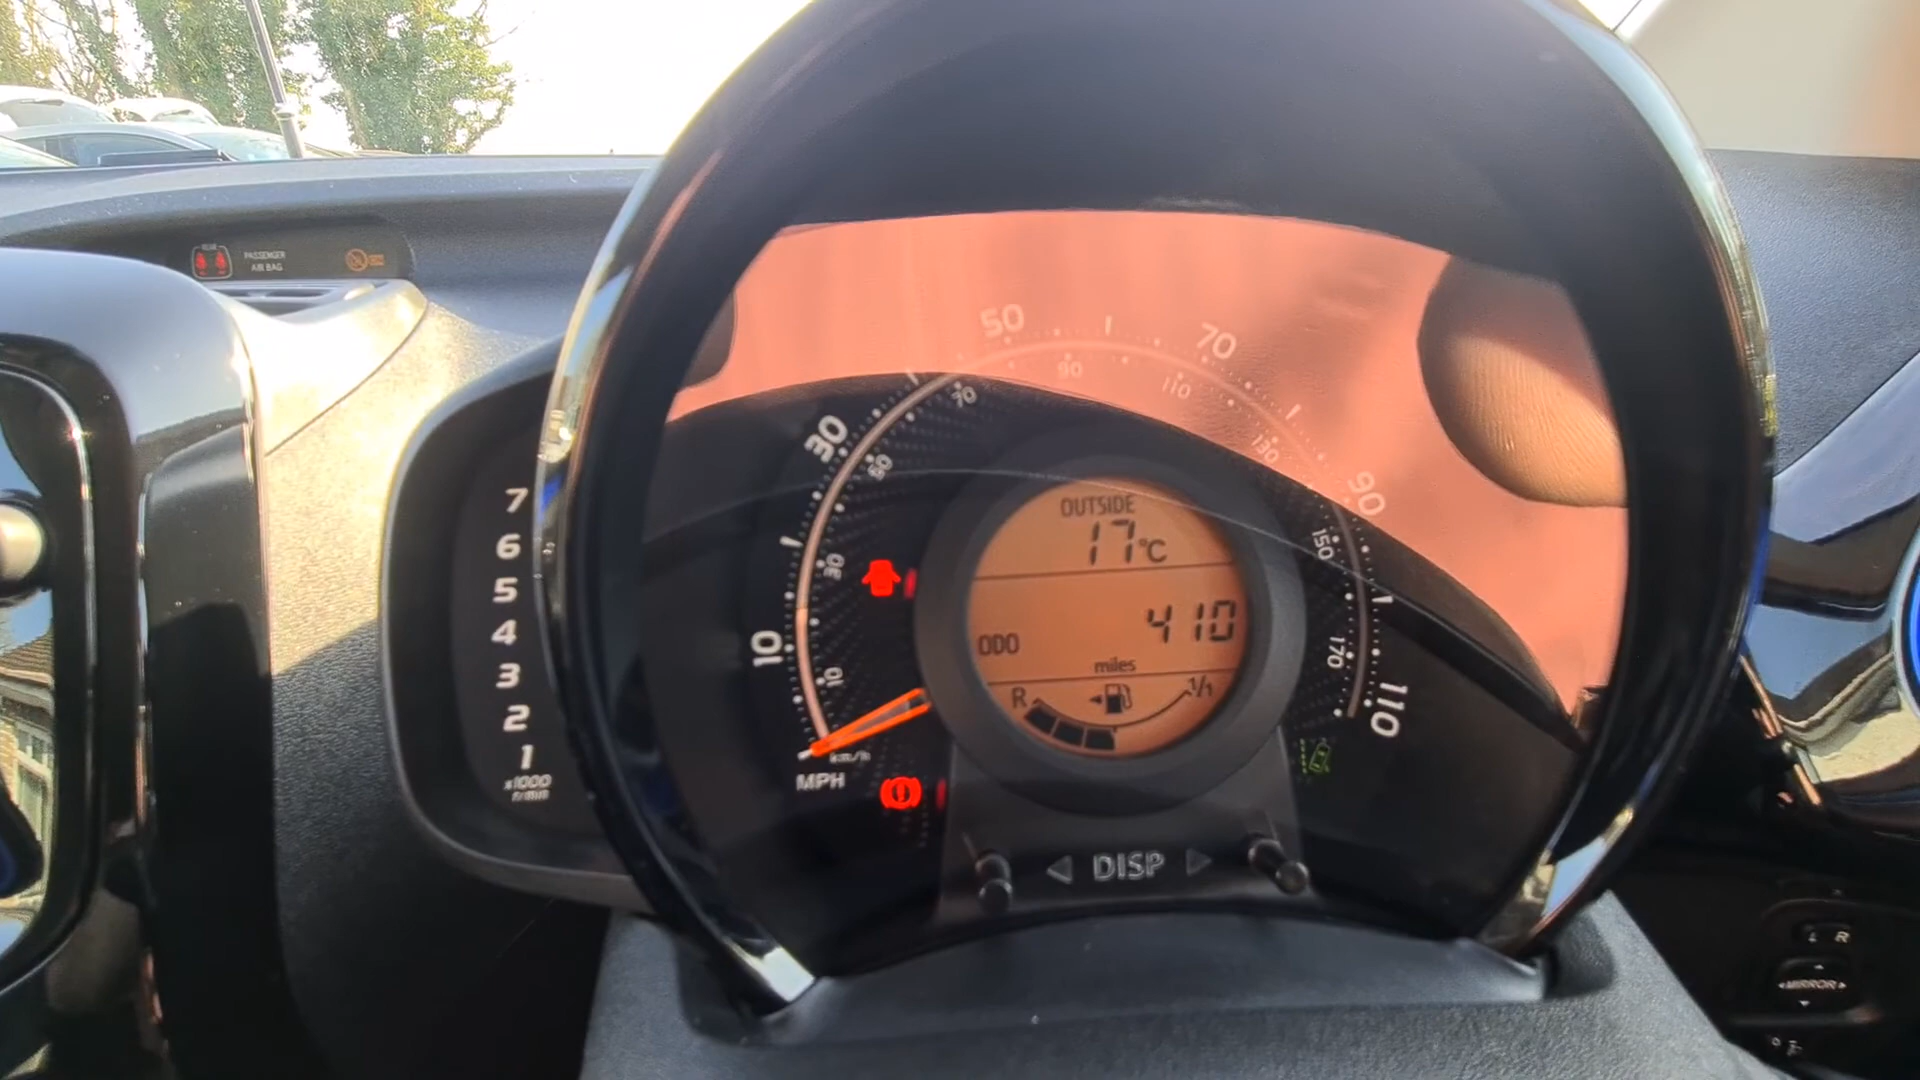 PASSENGER
AIR BAG
7
6
5
4
3
2
1
x1000
r/min
10
30
50
70
90
110
10
30
50
70
90
110
130
150
170
km/h
MPH
OUTSIDE
17°C
ODO
410
miles
R
1/1
DISP
L R
MIRROR